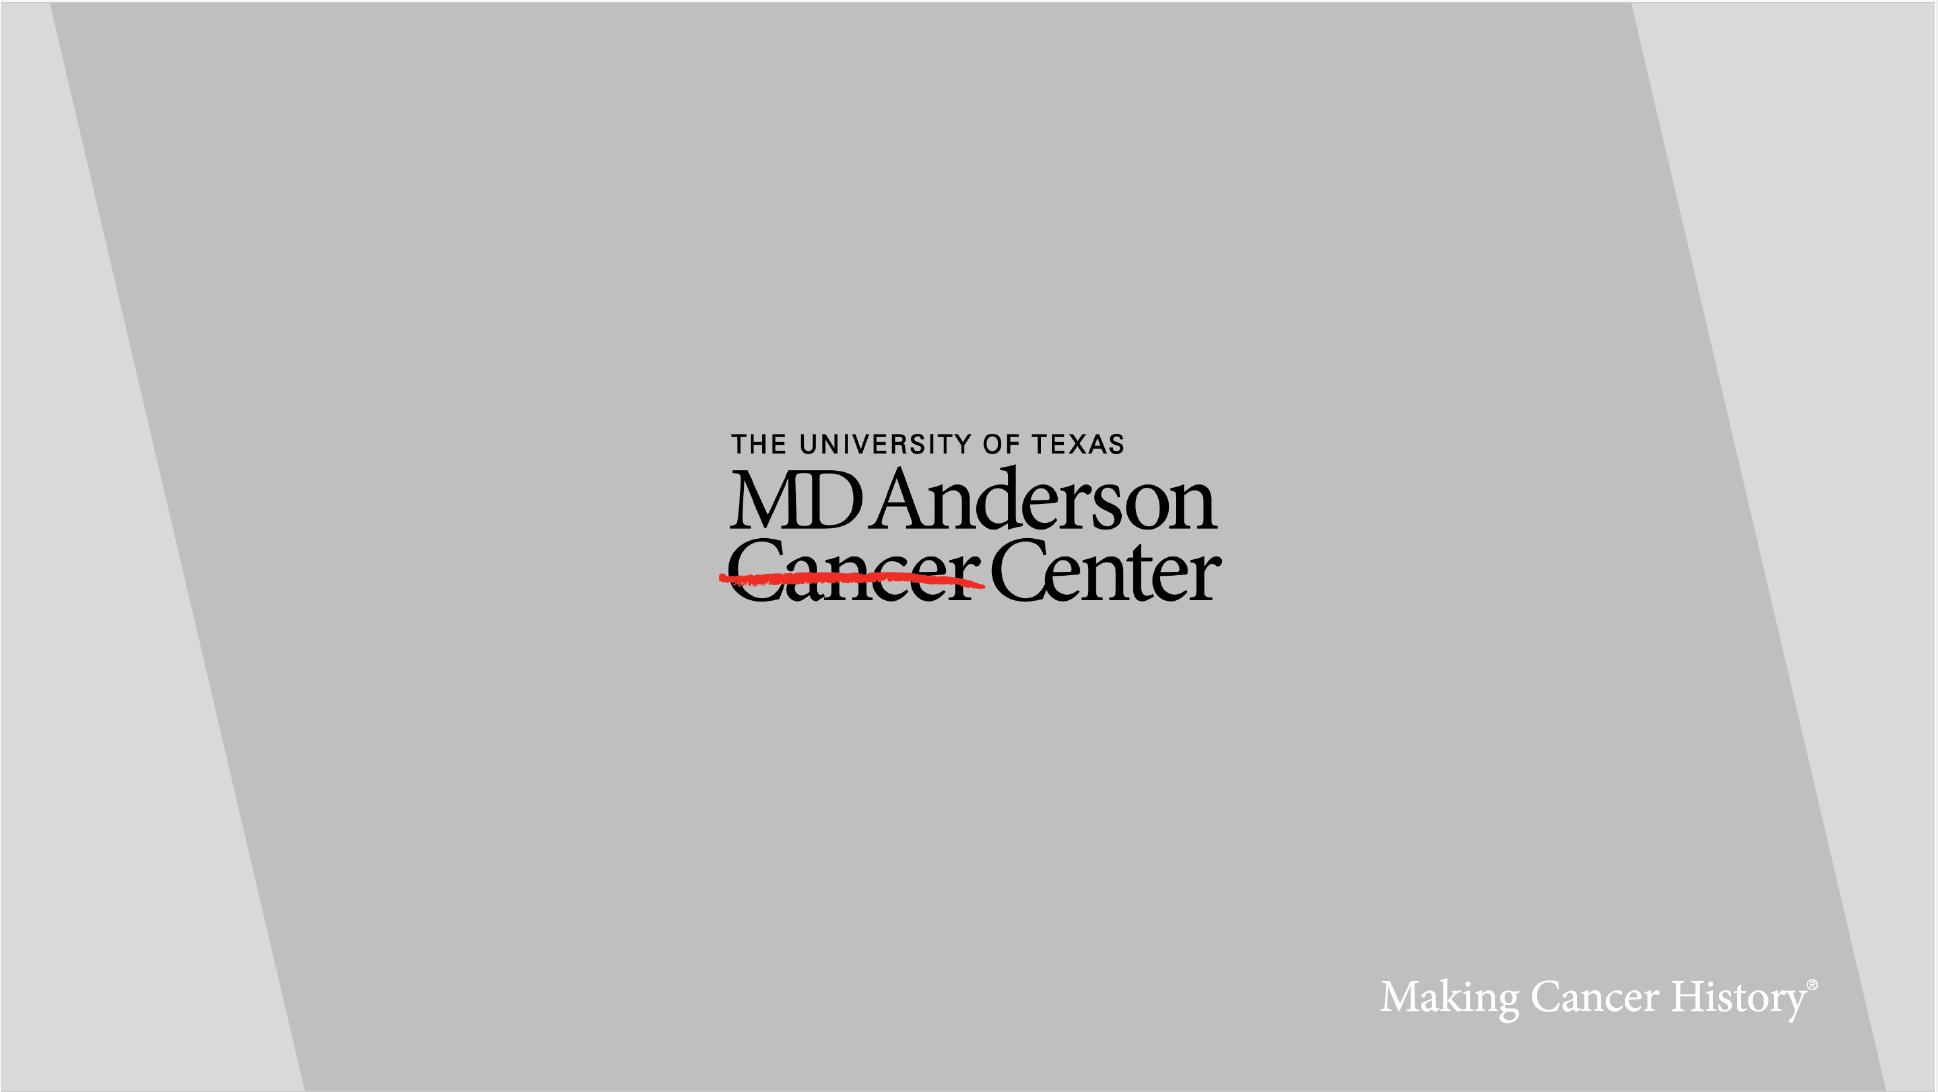 THE UNIVERSITY OF TEXAS
MD Anderson
Cancer Center
Making Cancer History®